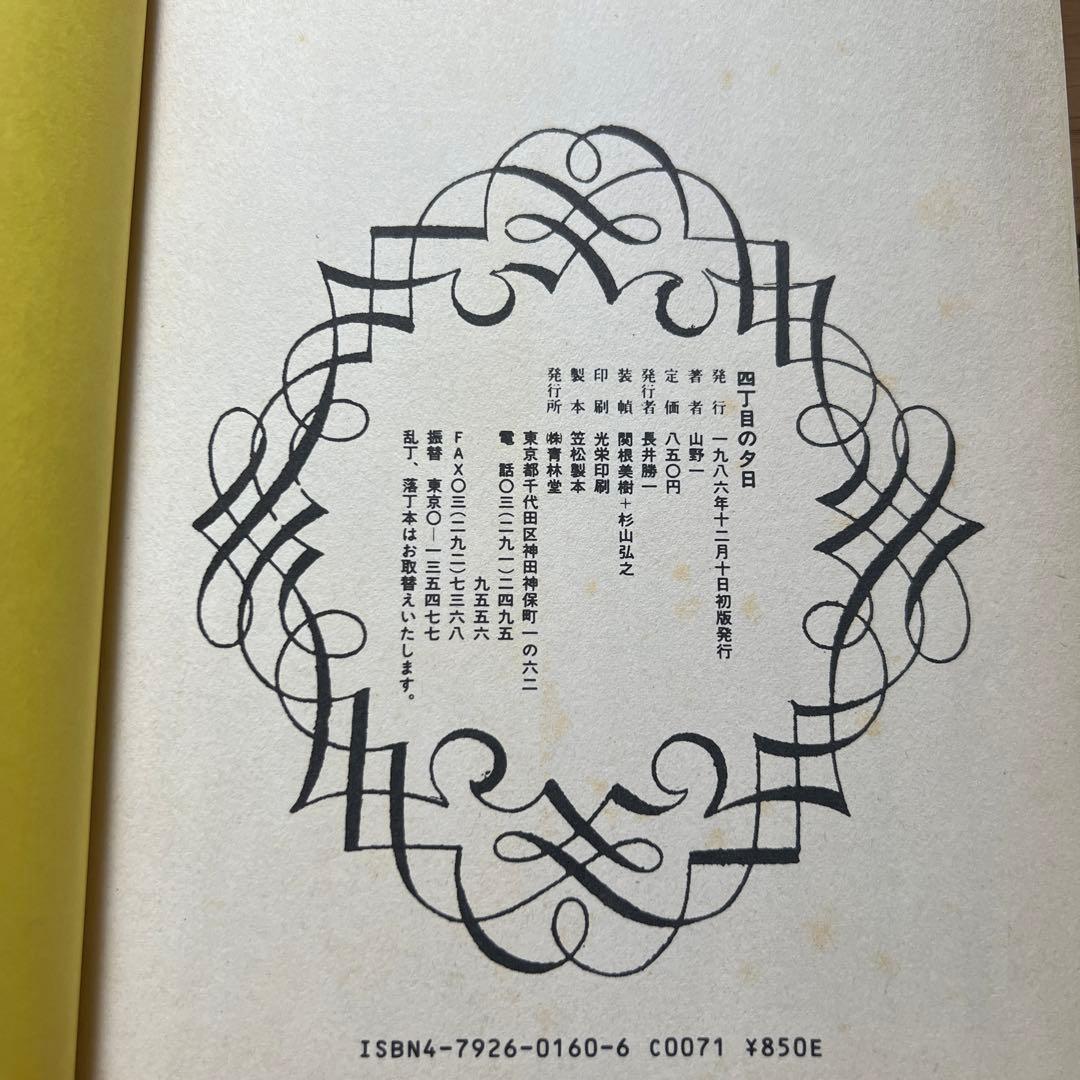 四丁目の夕日
発行 一九八六年十二月十日初版発行
著者 山野一
定価 八五〇円
発行者 長井勝一
装幀 関根美樹＋杉山弘之
印刷 光栄印刷
製本 笠松製本
発行所 ㈱青林堂
東京都千代田区神田神保町一の六二
電話〇三(二九一)二四九五
九五五六
FAX〇三(二九二)七三六八
振替 東京〇―一三五四七七
乱丁、落丁本はお取替えいたします。
ISBN4-7926-0160-6 C0071 ¥850E